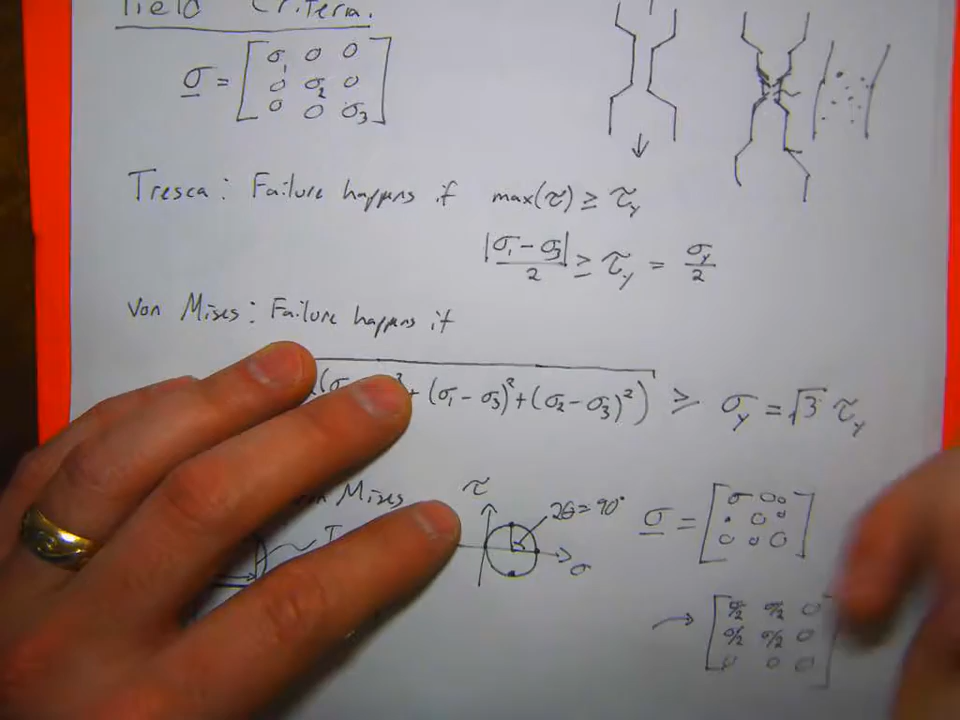 Yield Criteria.
σ = [σ₁ 0 0
0 σ₂ 0
0 0 σ₃]
Tresca: Failure happens if max(τ) ≥ τy
|σ₁ - σ₃|/2 ≥ τy = σy/2
Von Mises: Failure happens if
+ (σ₁ - σ₃)² + (σ₂ - σ₃)²) ≥ σy = √3 τy
Mises
τ
2θ = 90°
σ
σ = [σ 0 0
0 0 0
0 0 0]
→ [σ/2 σ/2 0
σ/2 σ/2 0
0 0 0]